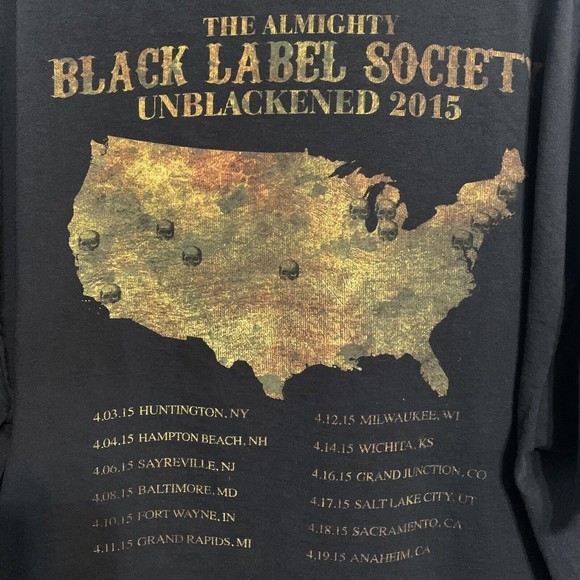 THE ALMIGHTY
BLACK LABEL SOCIETY
UNBLACKENED 2015
4.03.15 HUNTINGTON, NY
4.04.15 HAMPTON BEACH, NH
4.06.15 SAYREVILLE, NJ
4.08.15 BALTIMORE, MD
4.10.15 FORT WAYNE, IN
4.11.15 GRAND RAPIDS, MI
4.12.15 MILWAUKEE, WI
4.14.15 WICHITA, KS
4.16.15 GRAND JUNCTION, CO
4.17.15 SALT LAKE CITY, UT
4.18.15 SACRAMENTO, CA
4.19.15 ANAHEIM, CA